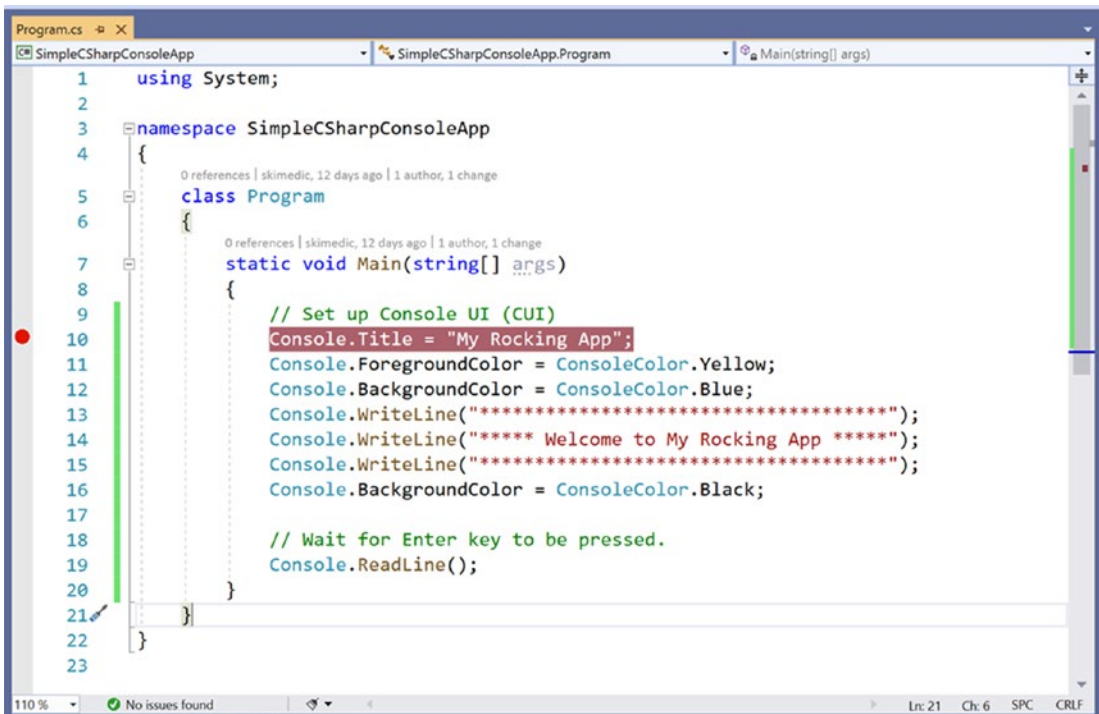 Program.cs
SimpleCSharpConsoleApp SimpleCSharpConsoleApp.Program Main(string[] args)
1 using System;
2
3 namespace SimpleCSharpConsoleApp
4 {
0 references | skimedic, 12 days ago | 1 author, 1 change
5 class Program
6 {
0 references | skimedic, 12 days ago | 1 author, 1 change
7 static void Main(string[] args)
8 {
9 // Set up Console UI (CUI)
10 Console.Title = "My Rocking App";
11 Console.ForegroundColor = ConsoleColor.Yellow;
12 Console.BackgroundColor = ConsoleColor.Blue;
13 Console.WriteLine("*************************************");
14 Console.WriteLine("***** Welcome to My Rocking App *****");
15 Console.WriteLine("*************************************");
16 Console.BackgroundColor = ConsoleColor.Black;
17
18 // Wait for Enter key to be pressed.
19 Console.ReadLine();
20 }
21 }
22 }
23
110 % No issues found Ln: 21 Ch: 6 SPC CRLF